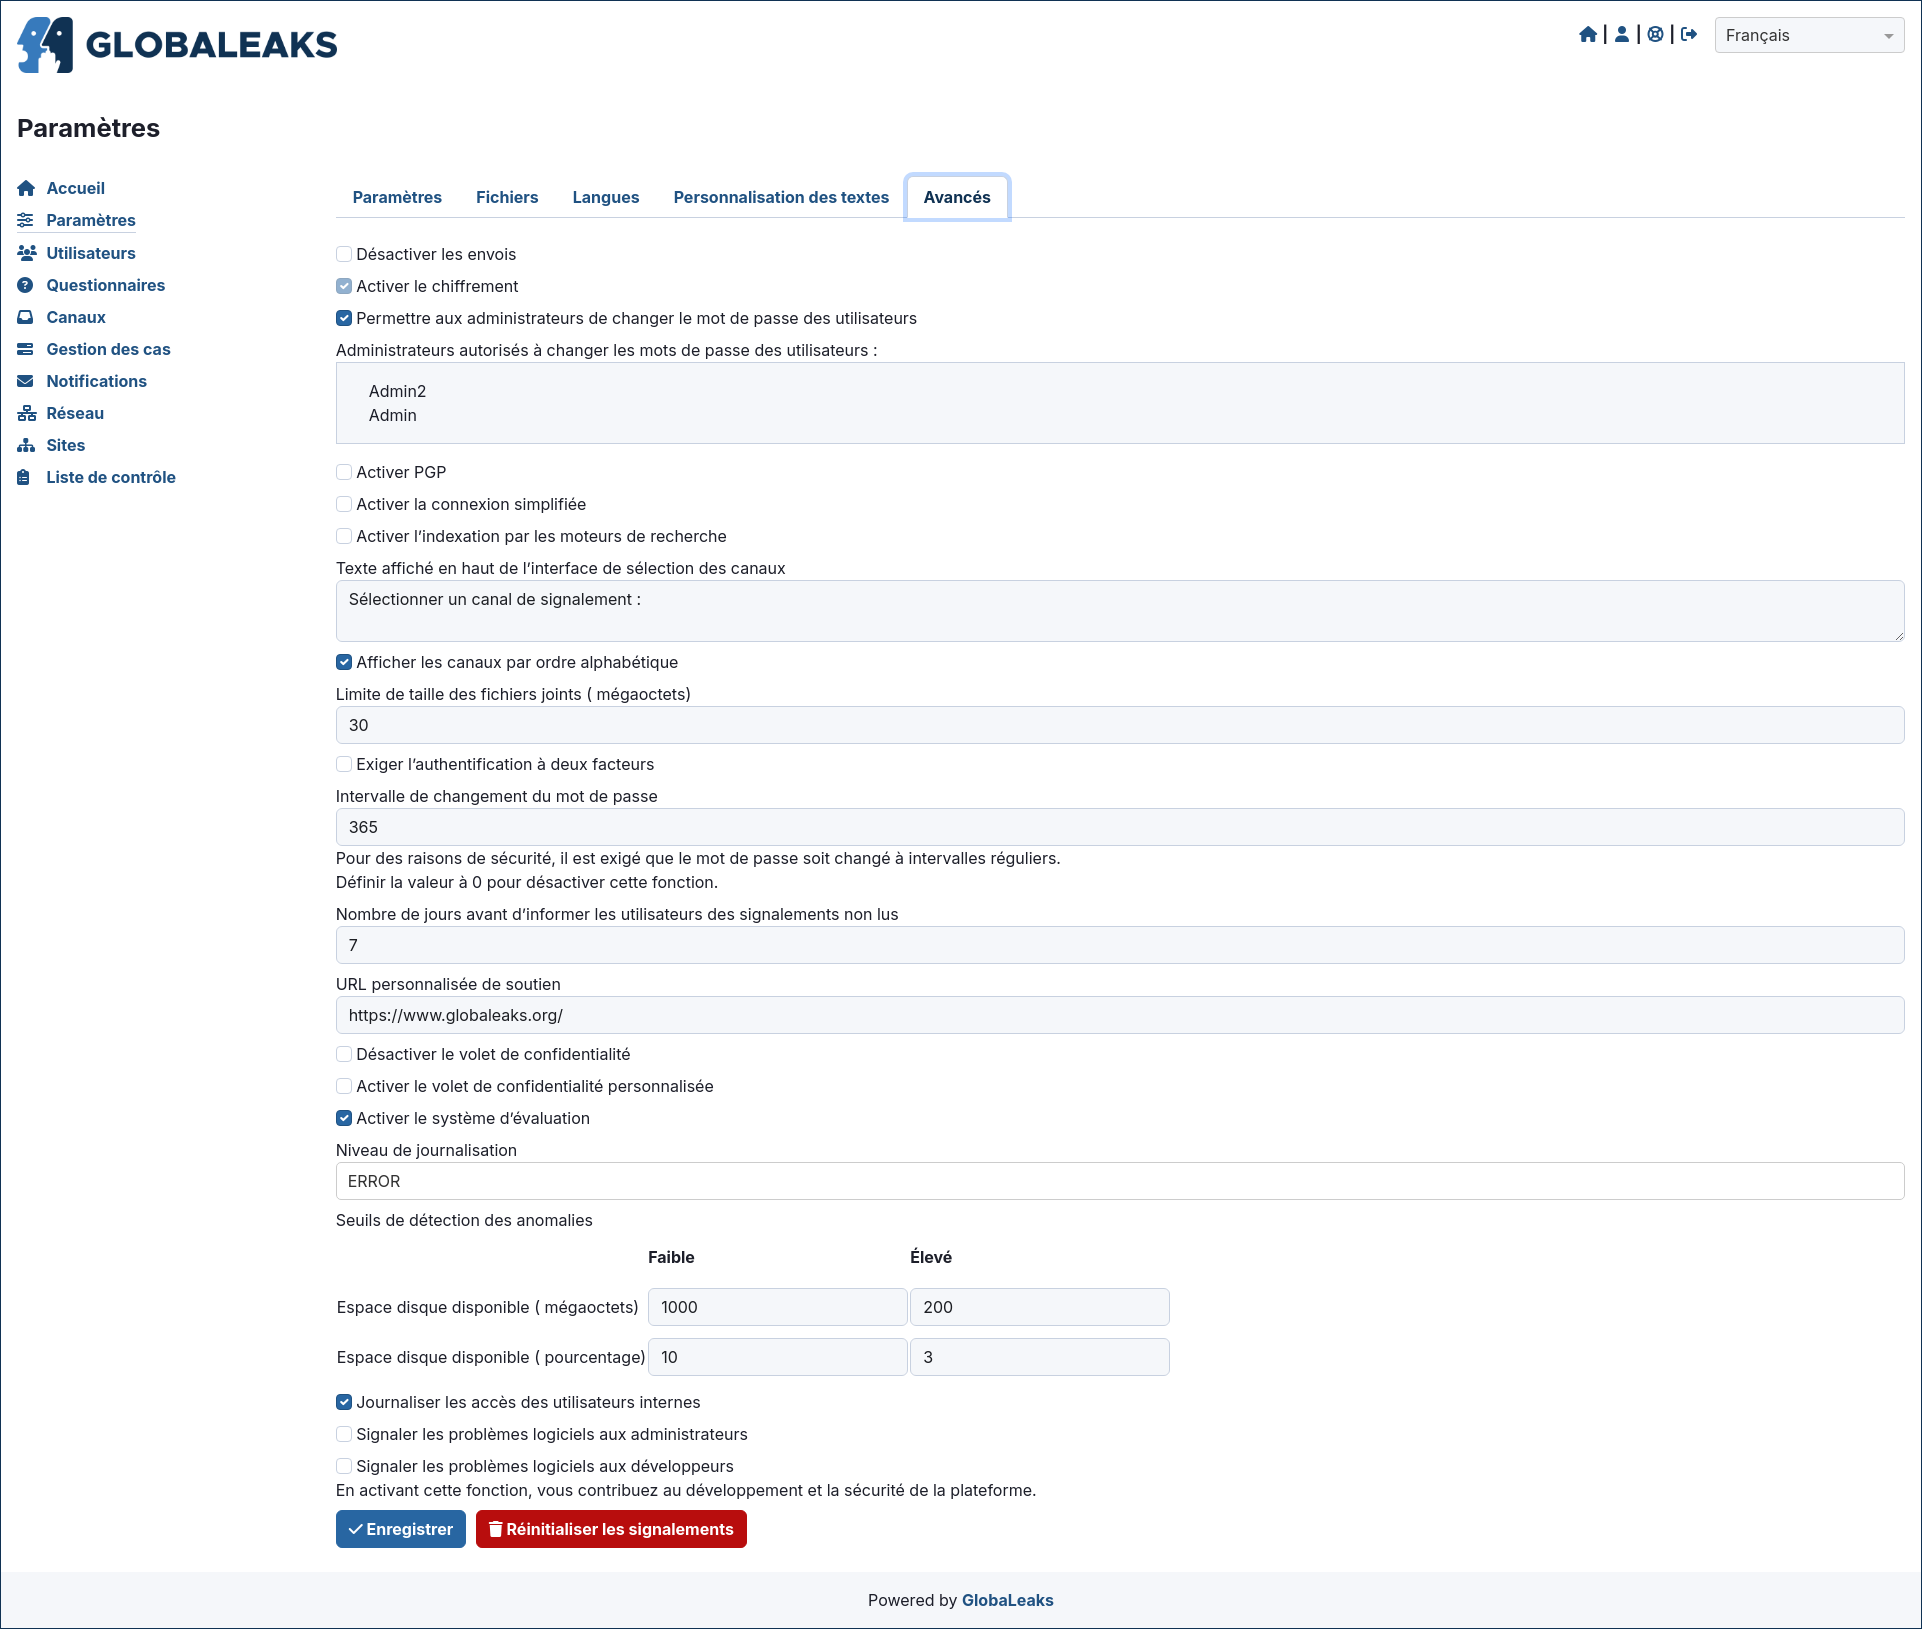 GLOBALEAKS
Français
Paramètres
Accueil
Paramètres
Utilisateurs
Questionnaires
Canaux
Gestion des cas
Notifications
Réseau
Sites
Liste de contrôle
Paramètres Fichiers Langues Personnalisation des textes Avancés
Désactiver les envois
Activer le chiffrement
Permettre aux administrateurs de changer le mot de passe des utilisateurs
Administrateurs autorisés à changer les mots de passe des utilisateurs :
Admin2
Admin
Activer PGP
Activer la connexion simplifiée
Activer l’indexation par les moteurs de recherche
Texte affiché en haut de l’interface de sélection des canaux
Sélectionner un canal de signalement :
Afficher les canaux par ordre alphabétique
Limite de taille des fichiers joints ( mégaoctets)
30
Exiger l’authentification à deux facteurs
Intervalle de changement du mot de passe
365
Pour des raisons de sécurité, il est exigé que le mot de passe soit changé à intervalles réguliers.
Définir la valeur à 0 pour désactiver cette fonction.
Nombre de jours avant d’informer les utilisateurs des signalements non lus
7
URL personnalisée de soutien
https://www.globaleaks.org/
Désactiver le volet de confidentialité
Activer le volet de confidentialité personnalisée
Activer le système d’évaluation
Niveau de journalisation
ERROR
Seuils de détection des anomalies
Faible Élevé
Espace disque disponible ( mégaoctets) 1000 200
Espace disque disponible ( pourcentage) 10 3
Journaliser les accès des utilisateurs internes
Signaler les problèmes logiciels aux administrateurs
Signaler les problèmes logiciels aux développeurs
En activant cette fonction, vous contribuez au développement et la sécurité de la plateforme.
Enregistrer Réinitialiser les signalements
Powered by GlobaLeaks